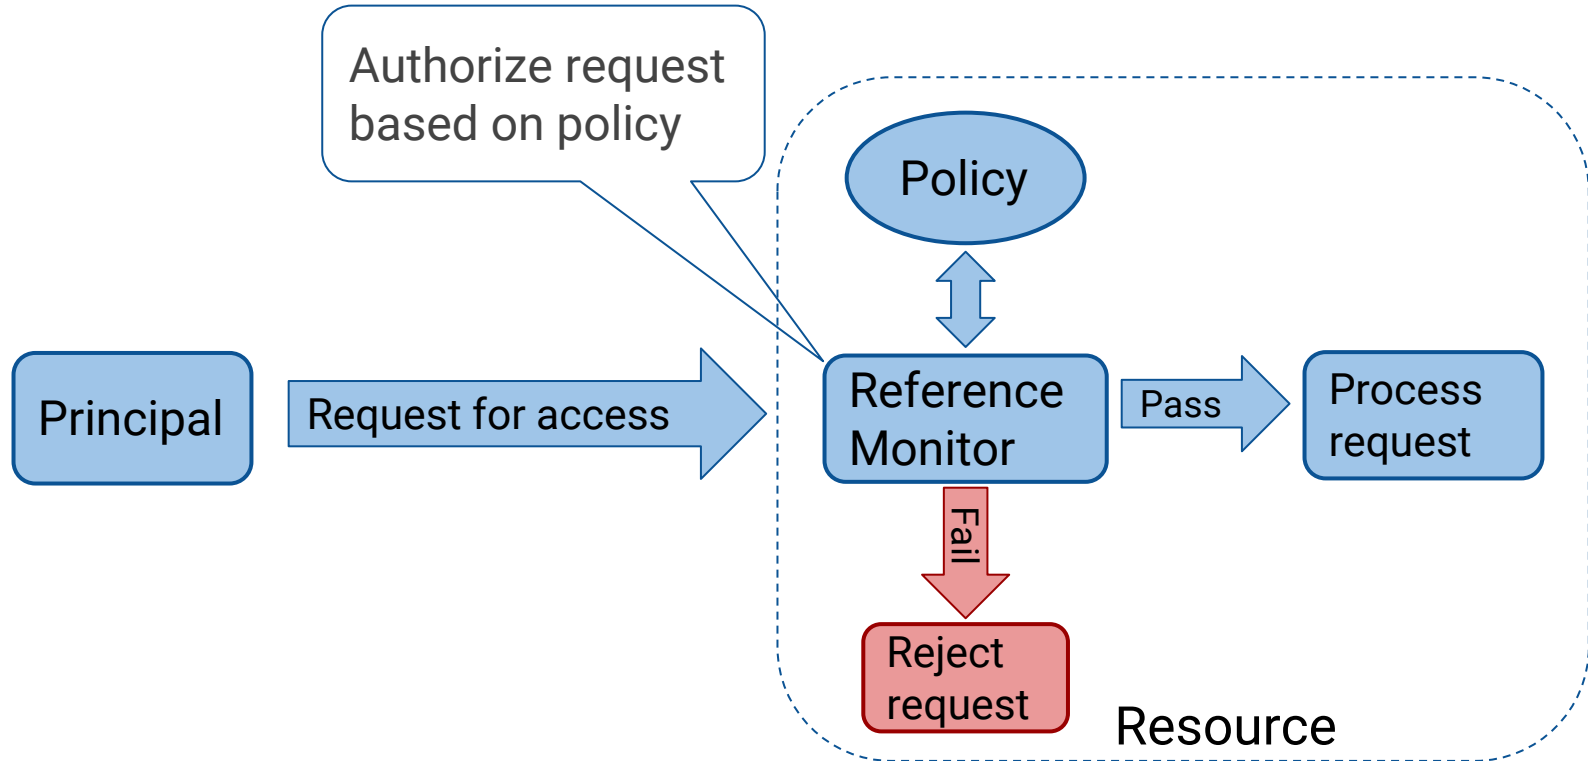 Authorize request
based on policy
Policy
Principal
Request for access
Reference
Monitor
Pass
Process
request
Fail
Reject
request
Resource